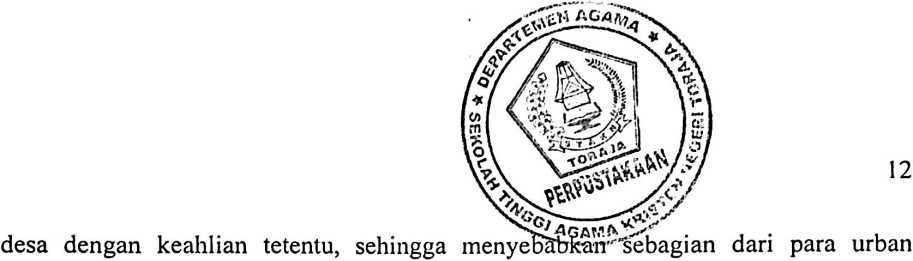 DEPARTEMEN AGAMA
SEKOLAH TINGGI AGAMA KRISTEN NEGERI TORAJA
STAKN
TORAJA
PERPUSTAKAAN
12
desa dengan keahlian tetentu, sehingga menyebabkan sebagian dari para urban